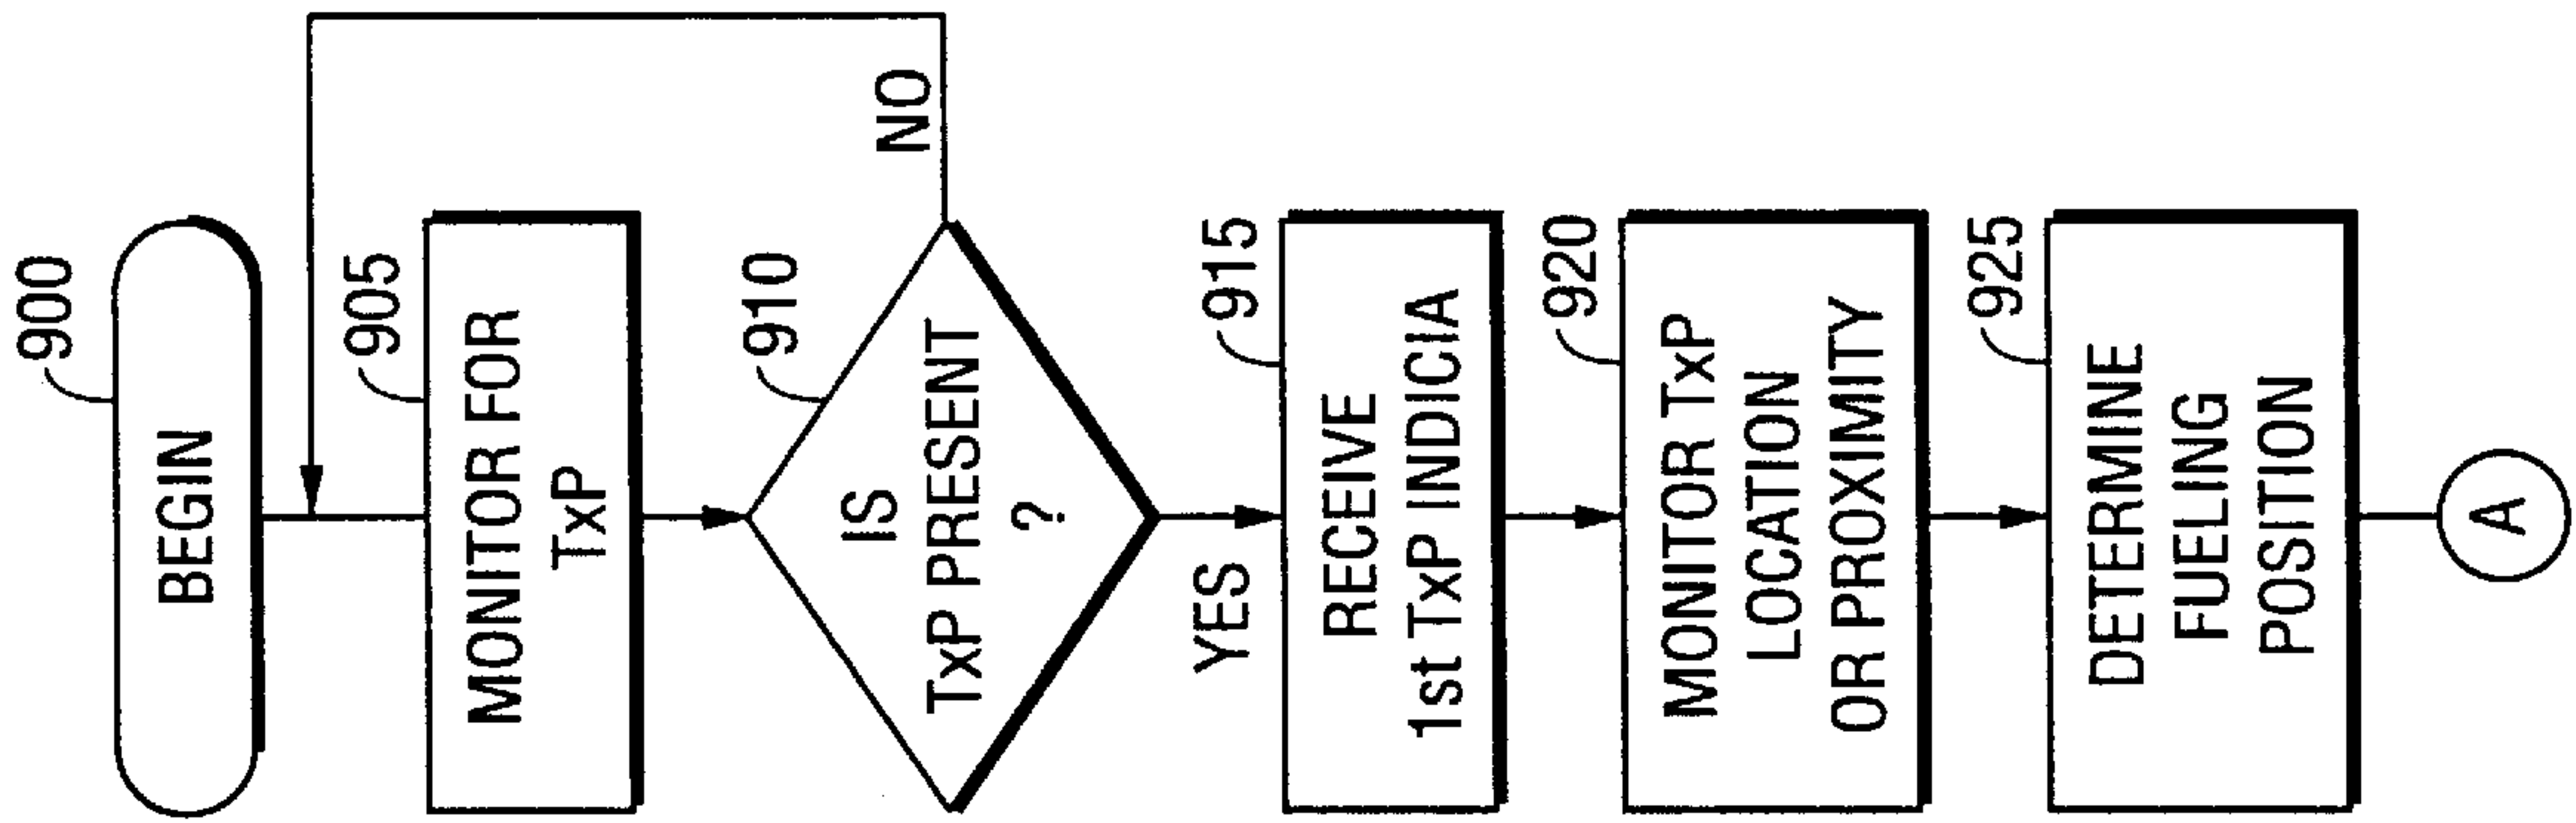 900
BEGIN
905
MONITOR FOR
TxP
NO
910
IS
TxP PRESENT
?
YES
915
RECEIVE
1st TxP INDICIA
920
MONITOR TxP
LOCATION
OR PROXIMITY
925
DETERMINE
FUELING
POSITION
A